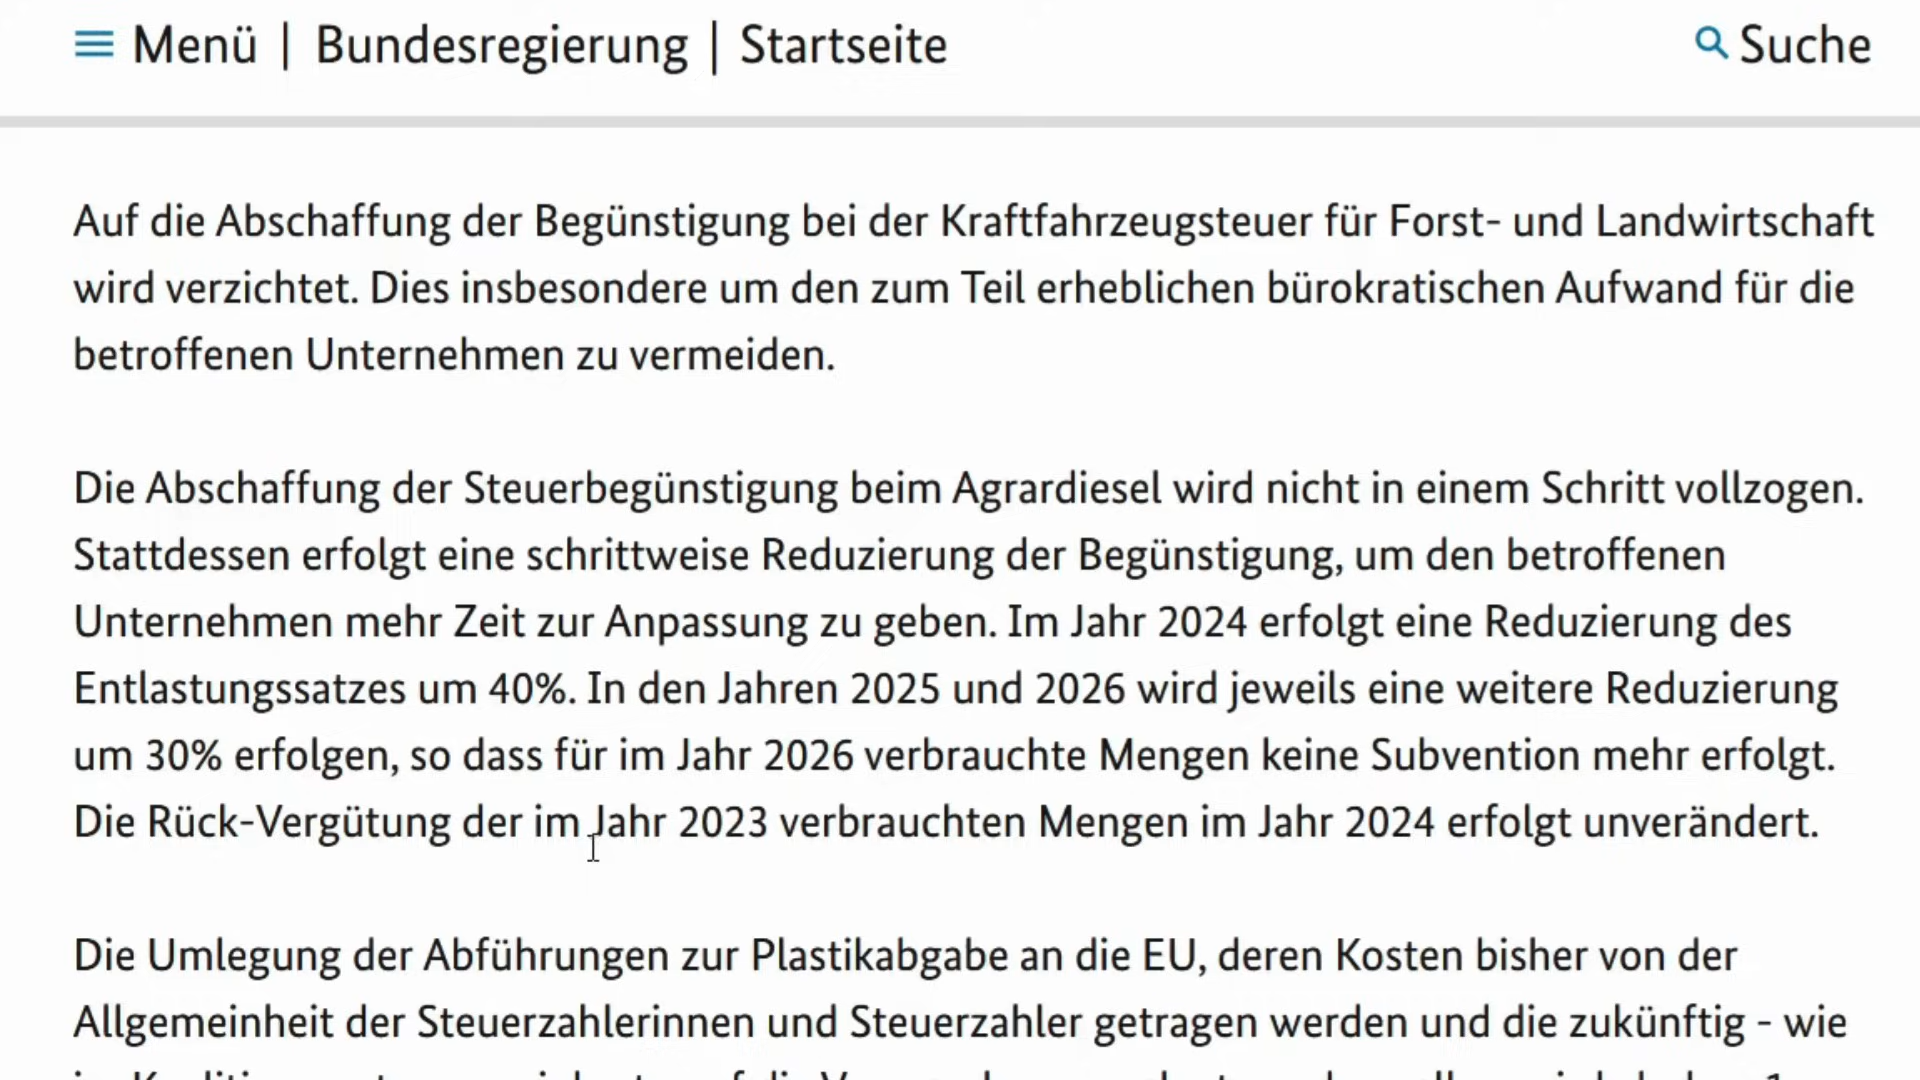 Menü | Bundesregierung | Startseite
Suche
Auf die Abschaffung der Begünstigung bei der Kraftfahrzeugsteuer für Forst- und Landwirtschaft
wird verzichtet. Dies insbesondere um den zum Teil erheblichen bürokratischen Aufwand für die
betroffenen Unternehmen zu vermeiden.
Die Abschaffung der Steuerbegünstigung beim Agrardiesel wird nicht in einem Schritt vollzogen.
Stattdessen erfolgt eine schrittweise Reduzierung der Begünstigung, um den betroffenen
Unternehmen mehr Zeit zur Anpassung zu geben. Im Jahr 2024 erfolgt eine Reduzierung des
Entlastungssatzes um 40%. In den Jahren 2025 und 2026 wird jeweils eine weitere Reduzierung
um 30% erfolgen, so dass für im Jahr 2026 verbrauchte Mengen keine Subvention mehr erfolgt.
Die Rück-Vergütung der im Jahr 2023 verbrauchten Mengen im Jahr 2024 erfolgt unverändert.
Die Umlegung der Abführungen zur Plastikabgabe an die EU, deren Kosten bisher von der
Allgemeinheit der Steuerzahlerinnen und Steuerzahler getragen werden und die zukünftig - wie